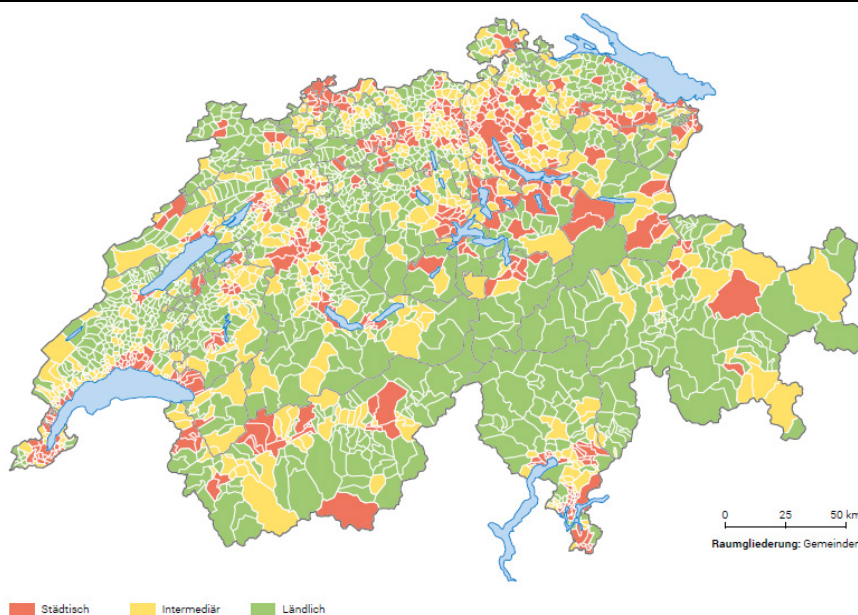 0 25 50 km
Raumgliederung: Gemeinden
Städtisch Intermediär Ländlich